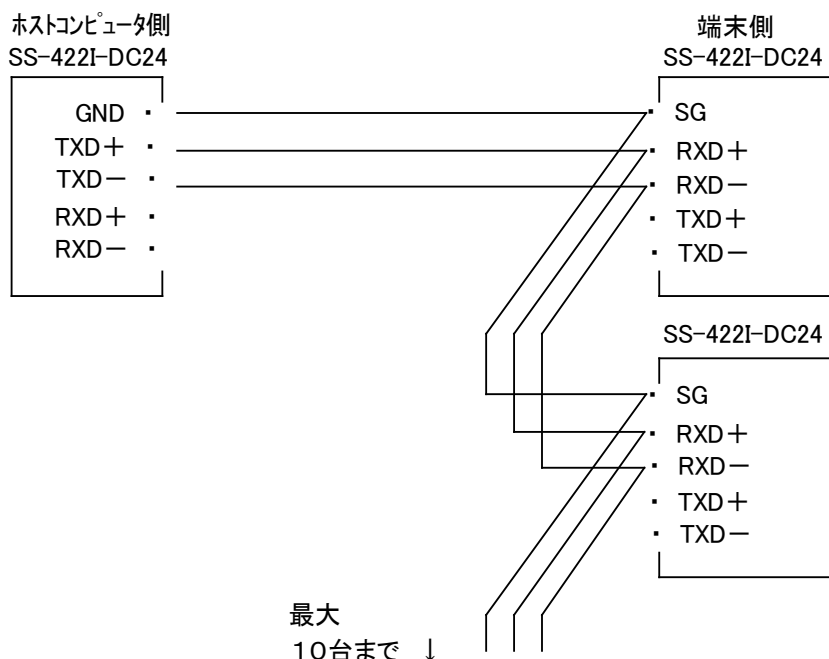 ホストコンピュータ側
SS-422I-DC24
GND ・
TXD＋ ・
TXD－ ・
RXD＋ ・
RXD－ ・
端末側
SS-422I-DC24
・ SG
・ RXD＋
・ RXD－
・ TXD＋
・ TXD－
SS-422I-DC24
・ SG
・ RXD＋
・ RXD－
・ TXD＋
・ TXD－
最大
１０台まで ↓